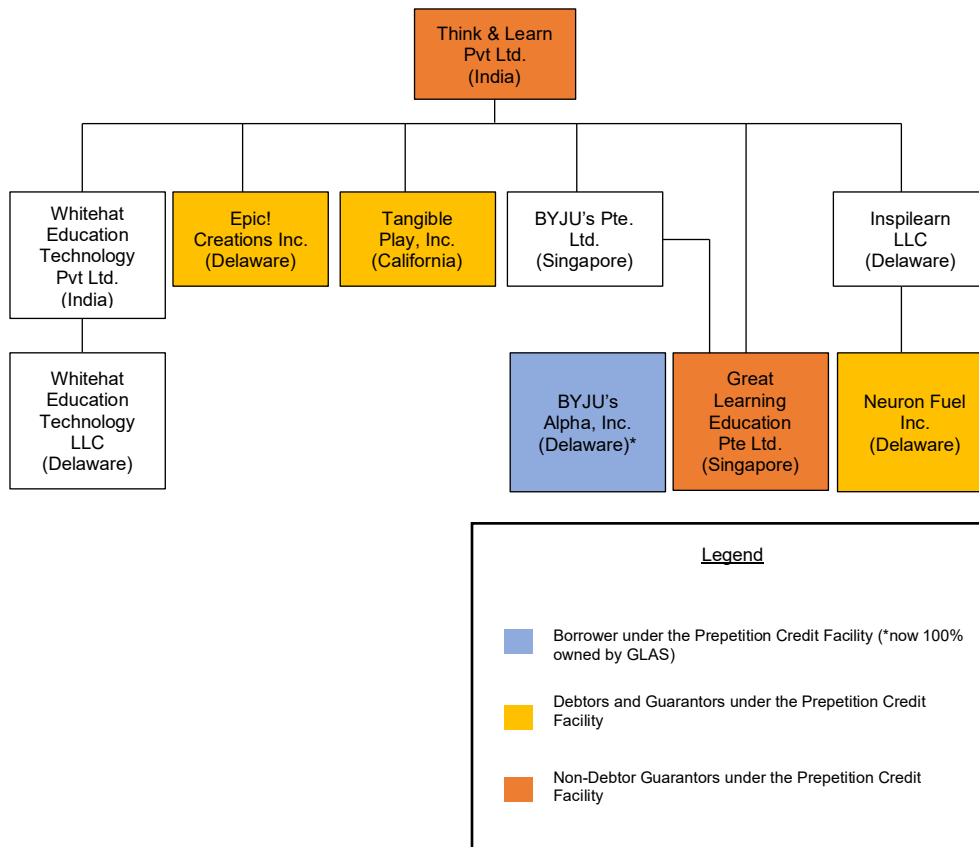 Think & Learn
Pvt Ltd.
(India)
Whitehat
Education
Technology
Pvt Ltd.
(India)
Epic!
Creations Inc.
(Delaware)
Tangible
Play, Inc.
(California)
BYJU’s Pte.
Ltd.
(Singapore)
Inspilearn
LLC
(Delaware)
Whitehat
Education
Technology
LLC
(Delaware)
BYJU’s
Alpha, Inc.
(Delaware)*
Great
Learning
Education
Pte Ltd.
(Singapore)
Neuron Fuel
Inc.
(Delaware)
Legend
Borrower under the Prepetition Credit Facility (*now 100%
owned by GLAS)
Debtors and Guarantors under the Prepetition Credit
Facility
Non-Debtor Guarantors under the Prepetition Credit
Facility